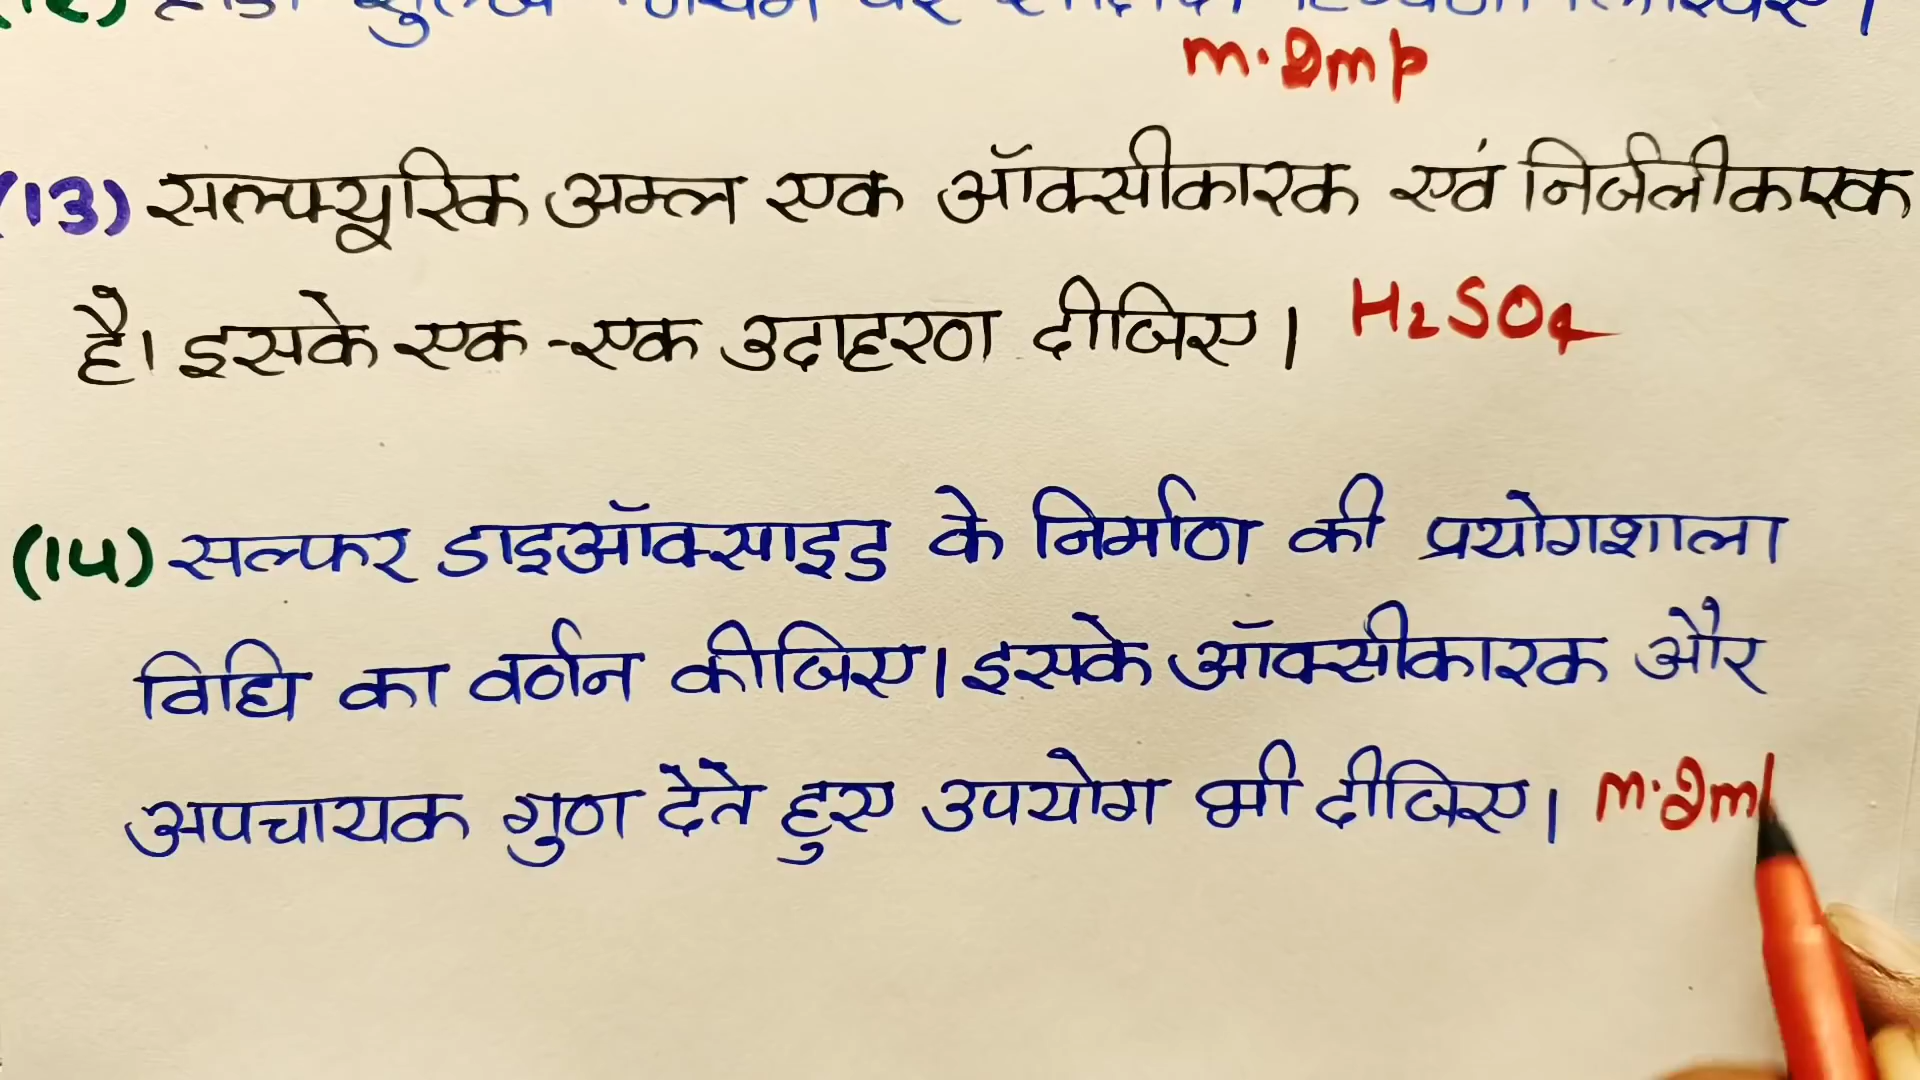 m. Imp
(13) सल्फ्यूरिक अम्ल एक ऑक्सीकारक एवं निर्जलीकारक
है। इसके एक-एक उदाहरण दीजिए। H₂SO₄
(14) सल्फर डाइऑक्साइड के निर्माण की प्रयोगशाला
विधि का वर्णन कीजिए। इसके ऑक्सीकारक और
अपचायक गुण देते हुए उपयोग भी दीजिए। m. Im